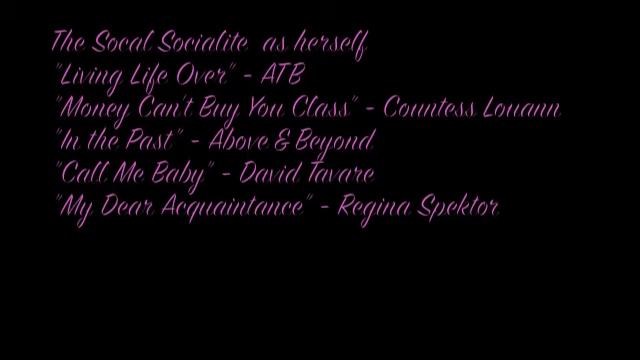 The Socal Socialite as herself
"Living Life Over" - ATB
"Money Can't Buy You Class" - Countess Louann
"In the Past" - Above & Beyond
"Call Me Baby" - David Tavare
"My Dear Acquaintance" - Regina Spektor